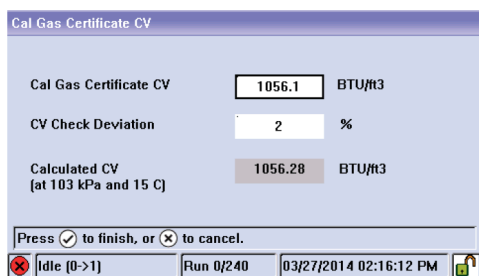 Cal Gas Certificate CV
Cal Gas Certificate CV 1056.1 BTU/ft3
CV Check Deviation 2 %
Calculated CV 1056.28 BTU/ft3
(at 103 kPa and 15 C)
Press ✓ to finish, or ✕ to cancel.
Idle (0->1) Run 0/240 03/27/2014 02:16:12 PM